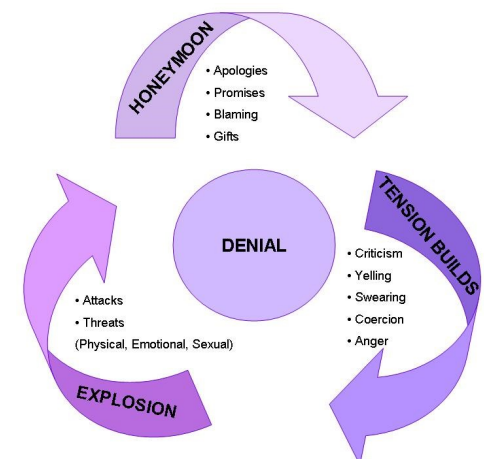 HONEYMOON
• Apologies
• Promises
• Blaming
• Gifts
TENSION BUILDS
• Criticism
• Yelling
• Swearing
• Coercion
• Anger
DENIAL
• Attacks
• Threats
(Physical, Emotional, Sexual)
EXPLOSION